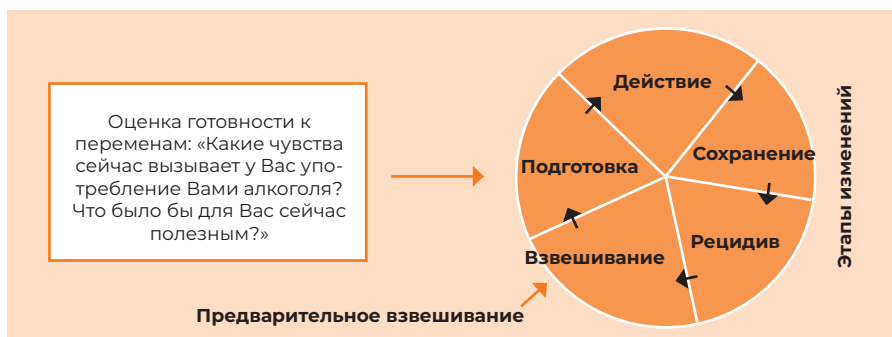 Оценка готовности к
переменам: «Какие чувства
сейчас вызывает у Вас упо-
требление Вами алкоголя?
Что было бы для Вас сейчас
полезным?»
Действие
Сохранение
Подготовка
Рецидив
Взвешивание
Предварительное взвешивание
Этапы изменений